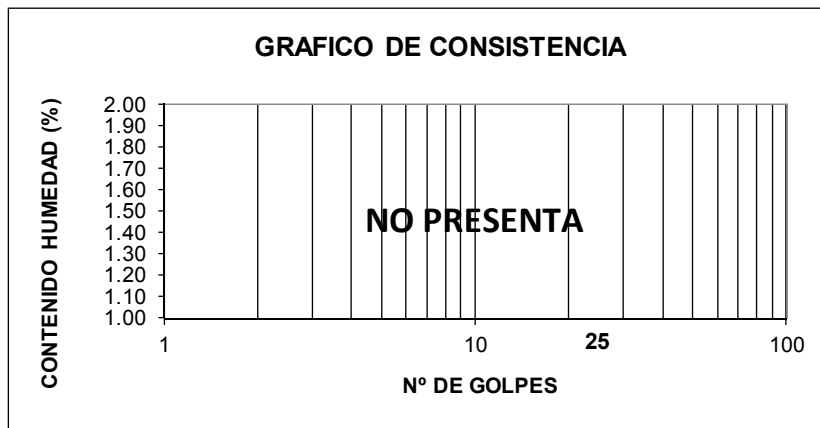 GRAFICO DE CONSISTENCIA
CONTENIDO HUMEDAD (%)
2.00
1.90
1.80
1.70
1.60
1.50
1.40
1.30
1.20
1.10
1.00
NO PRESENTA
1 10 25 100
Nº DE GOLPES